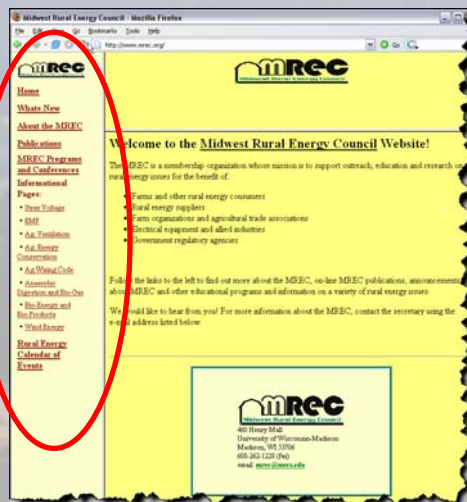 Midwest Rural Energy Council - Mozilla Firefox
File Edit Go Bookmarks Tools Help
http://www.mrec.org/
Go
mrec
Home
Whats New
About the MREC
Publications
MREC Programs
and Conferences
Informational
Pages:
• Stray Voltage
• EMF
• Ag. Ventilation
• Ag. Energy
Conservation
• Ag Wiring Code
• Anaerobic
Digestion and Bio-Gas
• Bio-Energy and
Bio-Products
• Wind Energy
Rural Energy
Calendar of
Events
mrec
Midwest Rural Energy Council
Welcome to the Midwest Rural Energy Council Website!
The MREC is a membership organization whose mission is to support outreach, education and research on
rural energy issues for the benefit of:
• Farms and other rural energy consumers
• Rural energy suppliers
• Farm organizations and agricultural trade associations
• Electrical equipment and allied industries
• Government regulatory agencies
Follow the links to the left to find out more about the MREC, on-line MREC publications, announcements
about MREC and other educational programs and information on a variety of rural energy issues.
We would like to hear from you! For more information about the MREC, contact the secretary using the
e-mail address listed below.
mrec
Midwest Rural Energy Council
460 Henry Mall
University of Wisconsin-Madison
Madison, WI 53706
608-262-1228 (fax)
email: